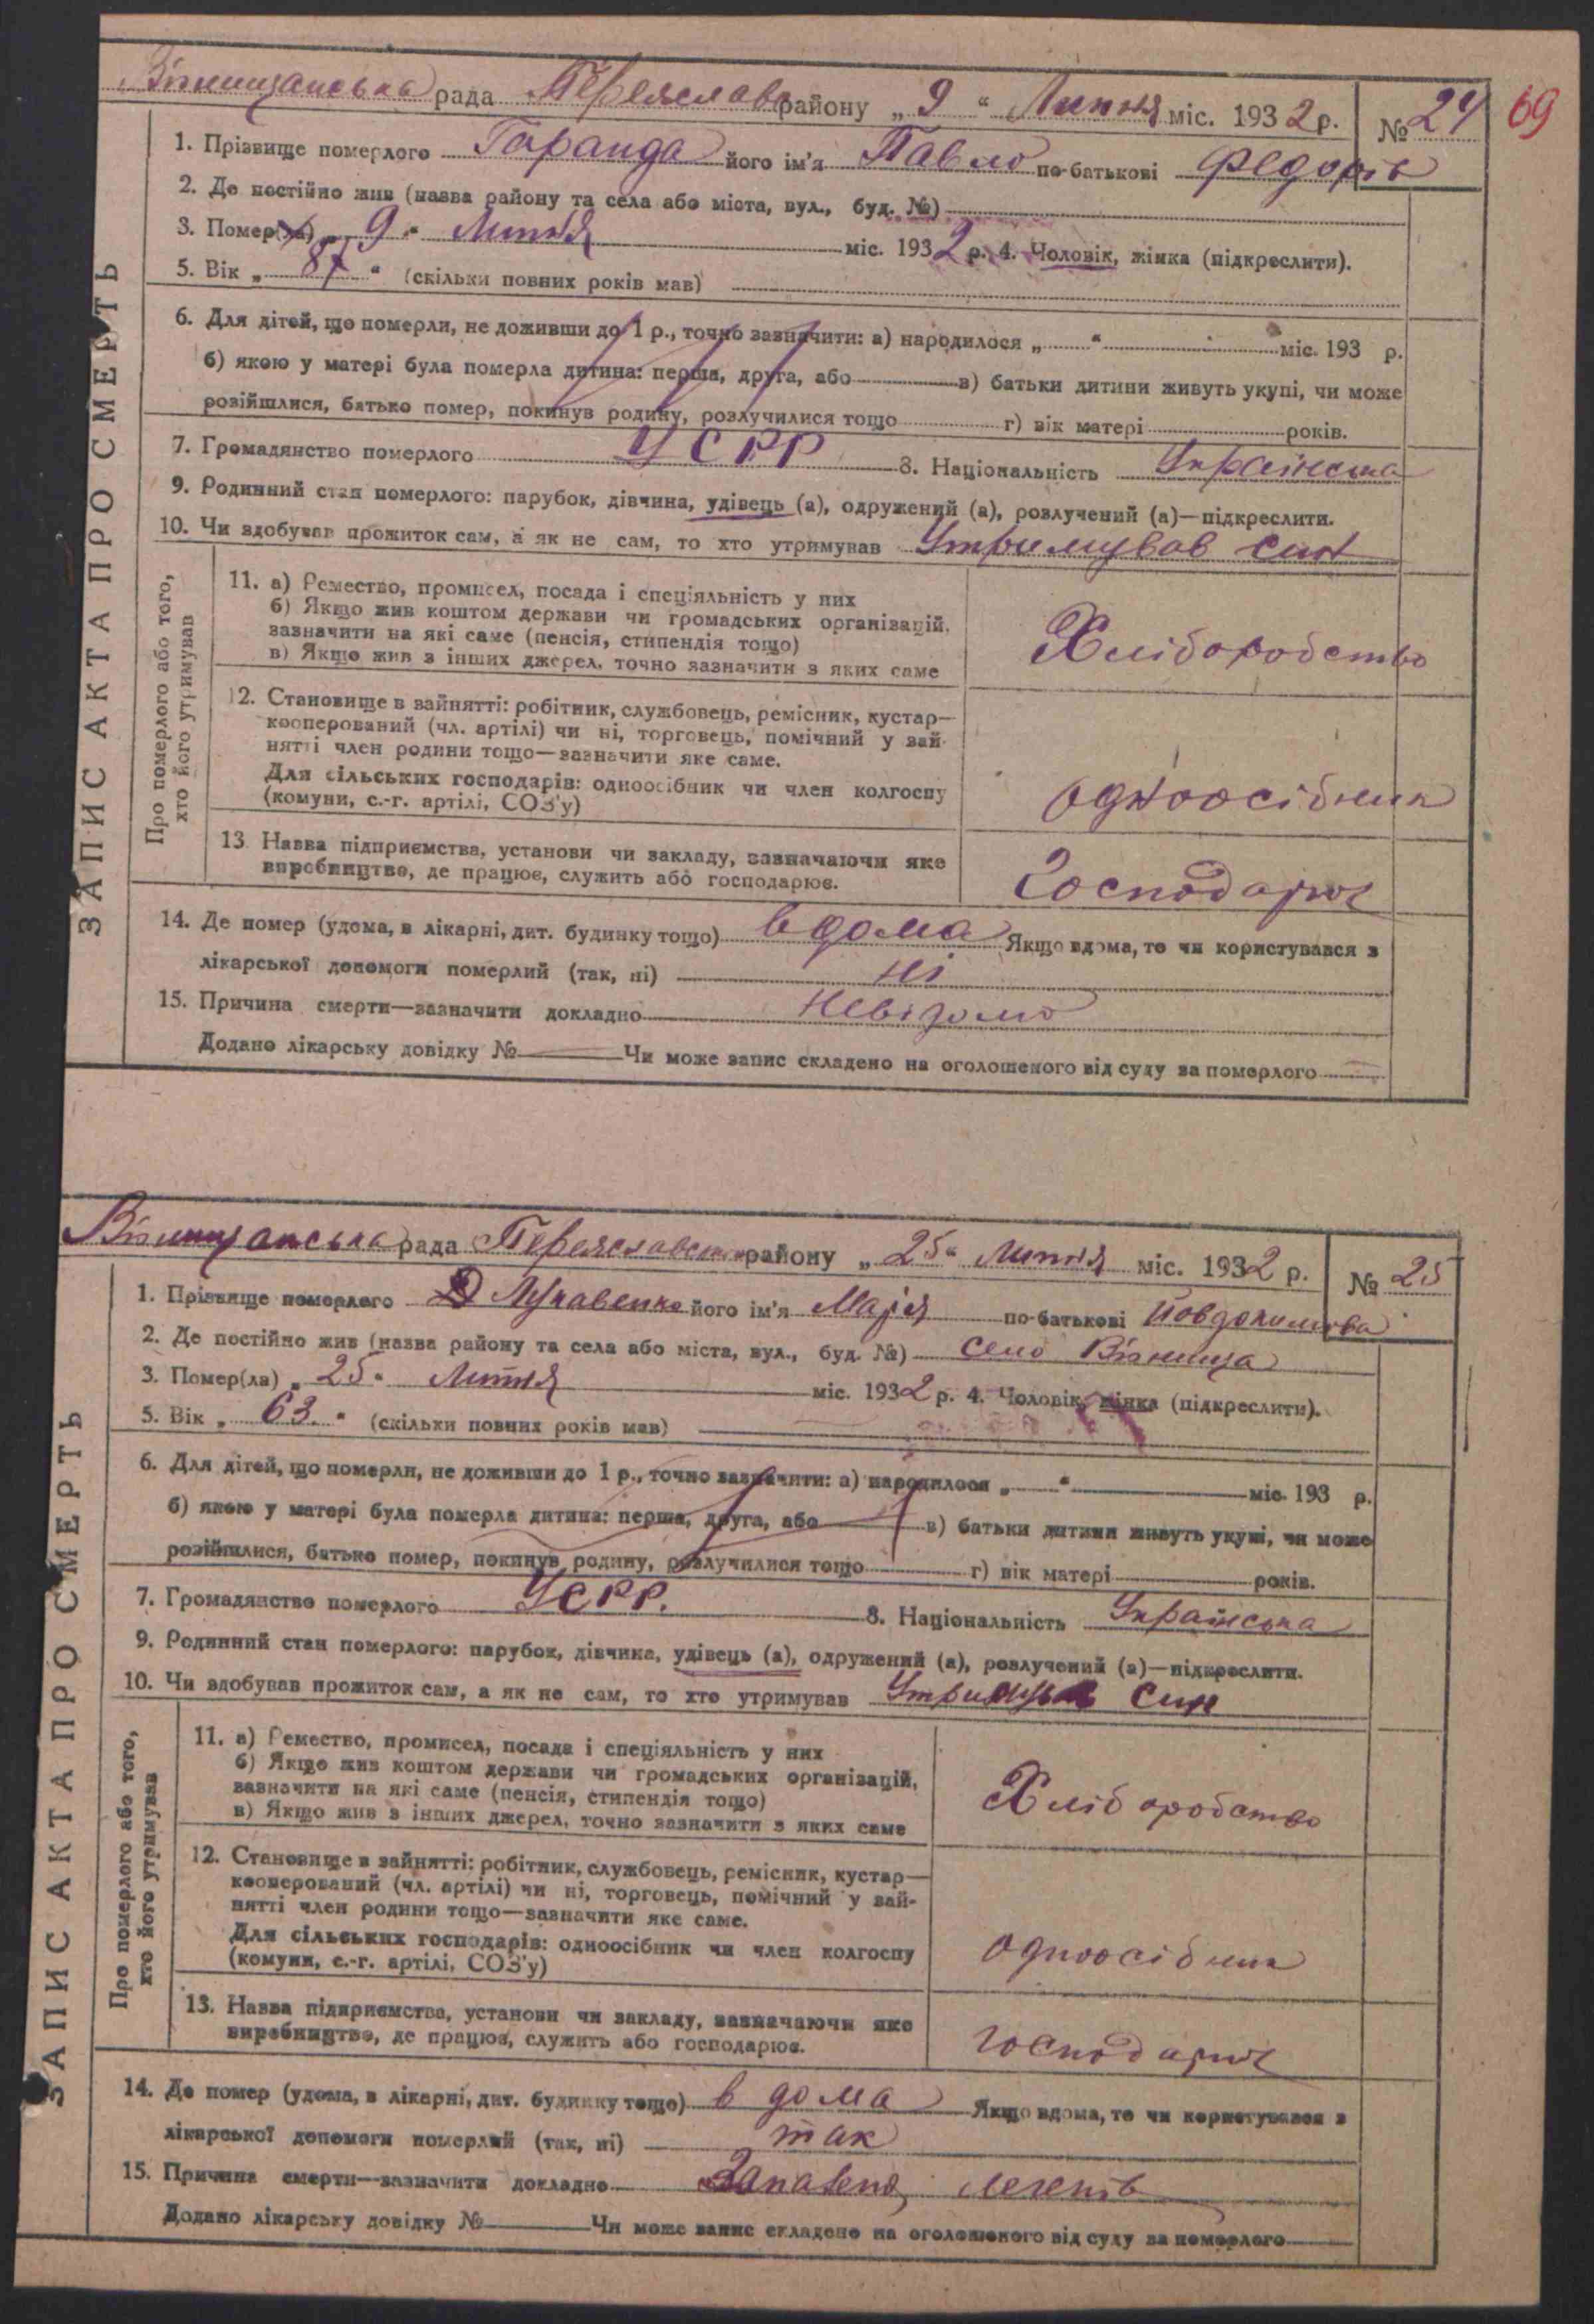 Вінницанська рада Переяслав району „ 9 “ Липня міс. 1932 р. № 24 69
1. Прізвище померлого Гаранда його ім'я Павло по-батькові Федорів
2. Де постійно жив (назва району та села або міста, вул., буд. №)
3. Помер(ла) „ 9 “ Липня міс. 1932 р. 4. Чоловік, жінка (підкреслити).
5. Вік „ 87 “ (скільки повних років мав)
6. Для дітей, що померли, не доживши до 1 р., точно зазначити: а) народилося „ “ міс. 193 р.
б) якою у матері була померла дитина: перша, друга, або в) батьки дитини живуть укупі, чи може
розійшлися, батько помер, покинув родину, розлучилися тощо г) вік матері років.
7. Громадянство померлого УСРР 8. Національність Українська
9. Родинний стан померлого: парубок, дівчина, удівець (а), одружений (а), розлучений (а)—підкреслити.
10. Чи здобував прожиток сам, а як не сам, то хто утримував Утримував син
ЗАПИС АКТА ПРО СМЕРТЬ
Про померлого або того,
хто його утримував
11. а) Ремество, промисел, посада і спеціяльність у них
б) Якщо жив коштом держави чи громадських організацій,
зазначити на які саме (пенсія, стипендія тощо)
в) Якщо жив з інших джерел, точно зазначити з яких саме
Хліборобство
12. Становище в зайнятті: робітник, службовець, ремісник, кустар—
кооперований (чл. артілі) чи ні, торговець, помічний у зай-
нятті член родини тощо—зазначити яке саме.
Для сільських господарів: одноосібник чи член колгоспу
(комуни, с.-г. артілі, СОЗ'у)
одноосібник
13. Назва підприємства, установи чи закладу, зазначаючи яке
виробництво, де працює, служить або господарює.
Господарює
14. Де помер (удома, в лікарні, дит. будинку тощо) вдома Якщо вдома, то чи користувався з
лікарської допомоги померлий (так, ні) ні
15. Причина смерти—зазначити докладно Невідомо
Додано лікарську довідку № Чи може запис складено на оголошеного від суду за померлого
Вінницанська рада Переяславськ району „ 25 “ Липня міс. 1932 р. № 25
1. Прізвище померлого Лукавенко його ім'я Марія по-батькові Йовдокимова
2. Де постійно жив (назва району та села або міста, вул., буд. №) село Вінниця
3. Помер(ла) „ 25 “ Липня міс. 1932 р. 4. Чоловік, жінка (підкреслити).
5. Вік „ 63. “ (скільки повних років мав)
6. Для дітей, що померли, не доживши до 1 р., точно зазначити: а) народилося „ “ міс. 193 р.
б) якою у матері була померла дитина: перша, друга, або в) батьки дитини живуть укупі, чи може
розійшлися, батько помер, покинув родину, розлучилися тощо г) вік матері років.
7. Громадянство померлого УСРР. 8. Національність Українська
9. Родинний стан померлого: парубок, дівчина, удівець (а), одружений (а), розлучений (а)—підкреслити.
10. Чи здобував прожиток сам, а як не сам, то хто утримував Утримував син
ЗАПИС АКТА ПРО СМЕРТЬ
Про померлого або того,
хто його утримував
11. а) Ремество, промисел, посада і спеціяльність у них
б) Якщо жив коштом держави чи громадських організацій,
зазначити на які саме (пенсія, стипендія тощо)
в) Якщо жив з інших джерел, точно зазначити з яких саме
Хліборобство
12. Становище в зайнятті: робітник, службовець, ремісник, кустар—
кооперований (чл. артілі) чи ні, торговець, помічний у зай-
нятті член родини тощо—зазначити яке саме.
Для сільських господарів: одноосібник чи член колгоспу
(комуни, с.-г. артілі, СОЗ'у)
одноосібник
13. Назва підприємства, установи чи закладу, зазначаючи яке
виробництво, де працює, служить або господарює.
господарює
14. Де помер (удома, в лікарні, дит. будинку тощо) в дома Якщо вдома, то чи користувався з
лікарської допомоги померлий (так, ні) так
15. Причина смерти—зазначити докладно легенів
Додано лікарську довідку № Чи може запис складено на оголошеного від суду за померлого